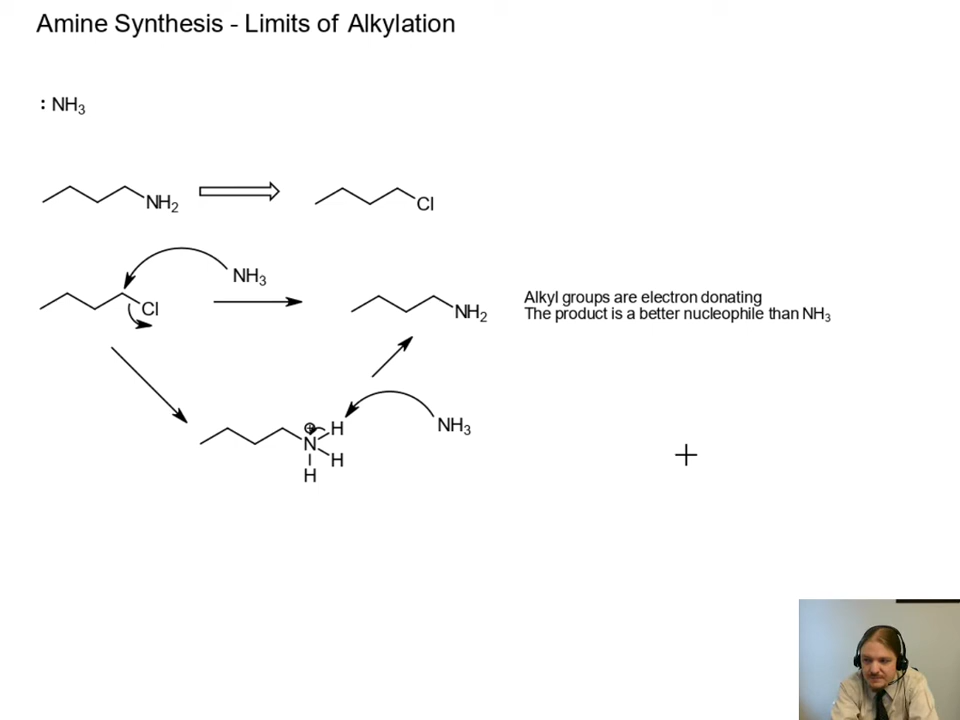 Amine Synthesis - Limits of Alkylation
: NH₃
NH₂
Cl
NH₃
Cl
NH₂
Alkyl groups are electron donating
The product is a better nucleophile than NH₃
⊕
H
N
H
H
NH₃
+